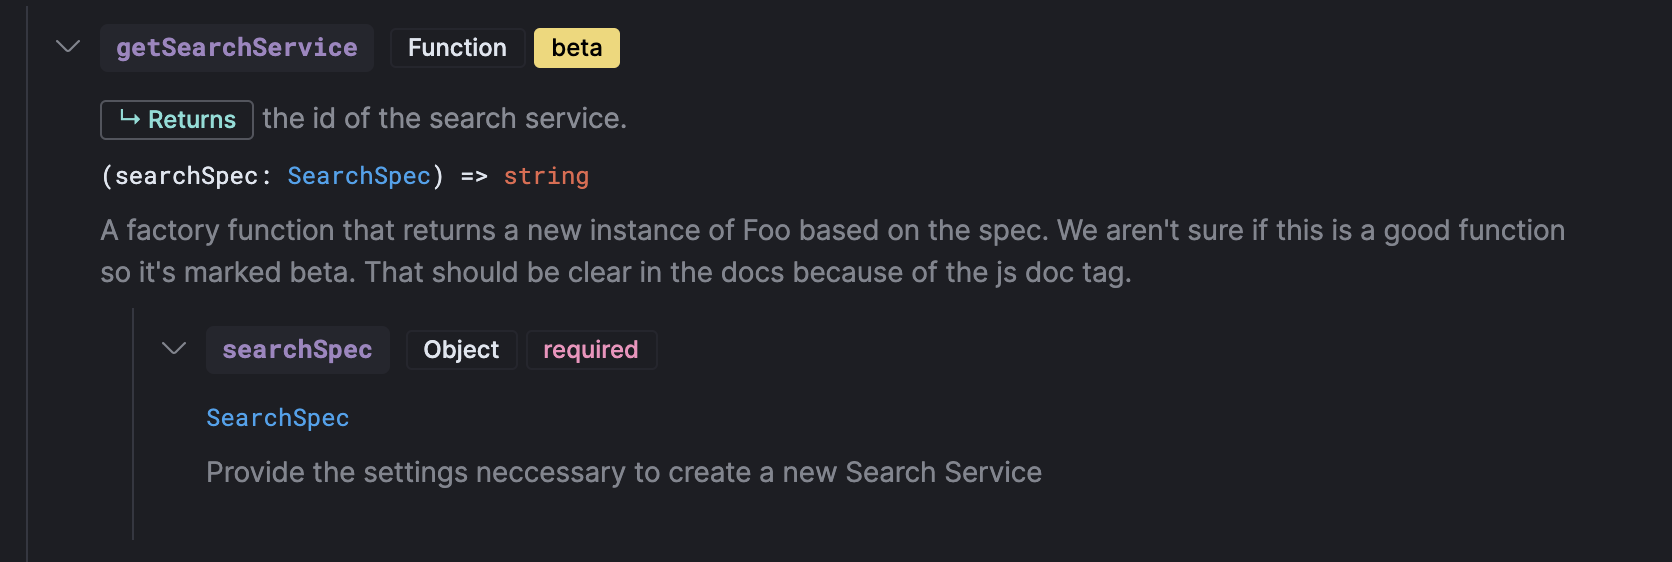 getSearchService Function beta
↳ Returns the id of the search service.
(searchSpec: SearchSpec) => string
A factory function that returns a new instance of Foo based on the spec. We aren't sure if this is a good function
so it's marked beta. That should be clear in the docs because of the js doc tag.
searchSpec Object required
SearchSpec
Provide the settings neccessary to create a new Search Service